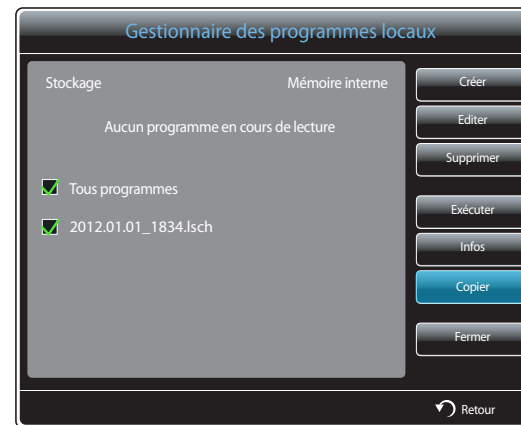 Gestionnaire des programmes locaux
Stockage Mémoire interne
Aucun programme en cours de lecture
Tous programmes
2012.01.01_1834.lsch
Créer
Editer
Supprimer
Exécuter
Infos
Copier
Fermer
Retour